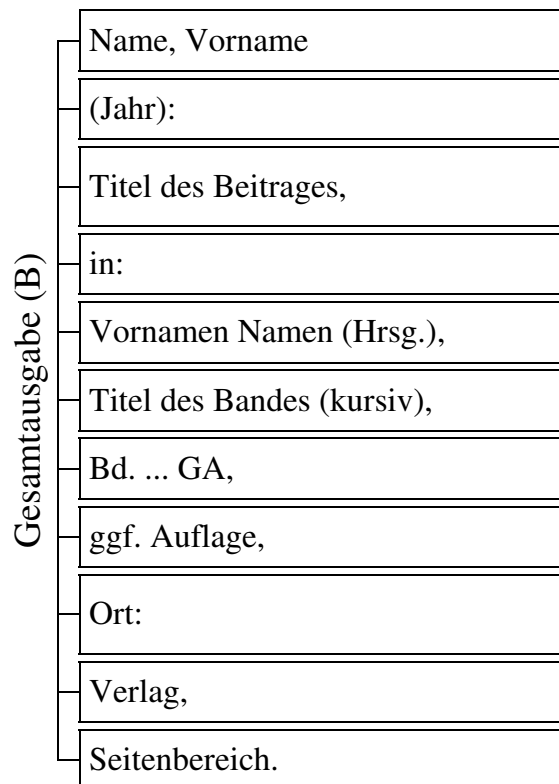 Gesamtausgabe (B)
Name, Vorname
(Jahr):
Titel des Beitrages,
in:
Vornamen Namen (Hrsg.),
Titel des Bandes (kursiv),
Bd. ... GA,
ggf. Auflage,
Ort:
Verlag,
Seitenbereich.